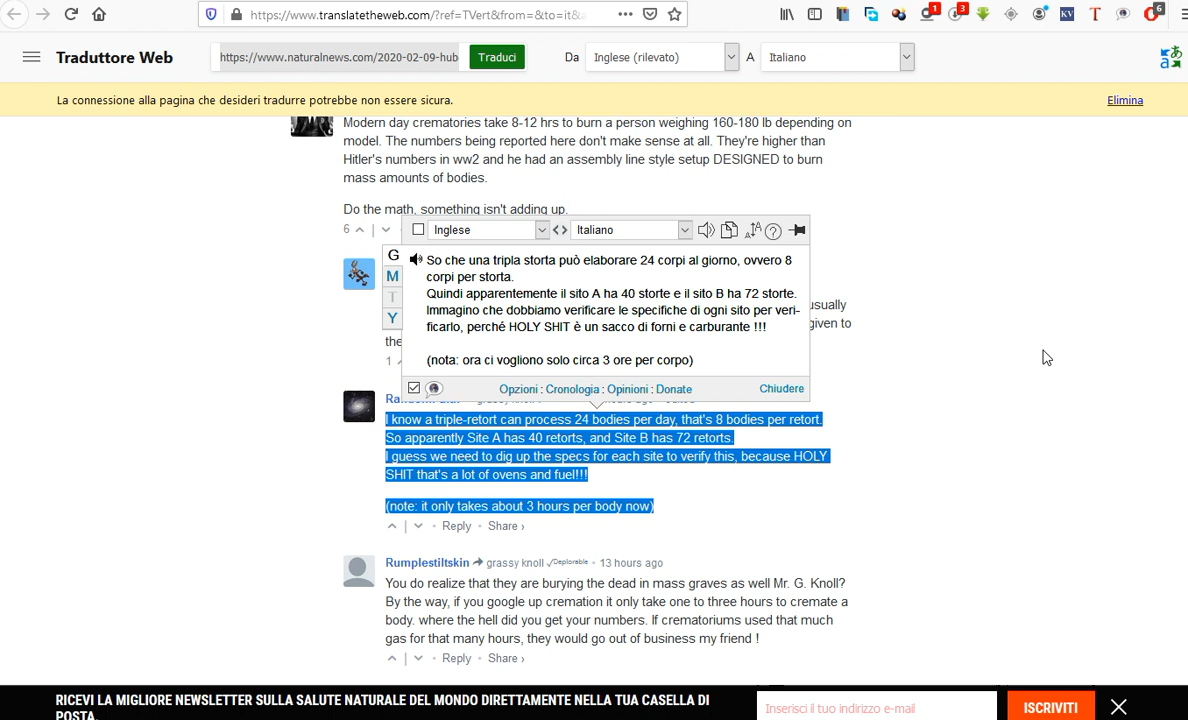 https://www.translatetheweb.com/?ref=TVert&from=&to=it&a
1
3
KV
T
6
Traduttore Web
https://www.naturalnews.com/2020-02-09-hub
Traduci
Da
Inglese (rilevato)
A
Italiano
La connessione alla pagina che desideri tradurre potrebbe non essere sicura.
Elimina
Modern day crematories take 8-12 hrs to burn a person weighing 160-180 lb depending on
model. The numbers being reported here don't make sense at all. They're higher than
Hitler's numbers in ww2 and he had an assembly line style setup DESIGNED to burn
mass amounts of bodies.
Do the math, something isn't adding up.
6
Inglese
Italiano
G
M
T
Y
So che una tripla storta può elaborare 24 corpi al giorno, ovvero 8
corpi per storta.
Quindi apparentemente il sito A ha 40 storte e il sito B ha 72 storte.
Immagino che dobbiamo verificare le specifiche di ogni sito per veri-
ficarlo, perché HOLY SHIT è un sacco di forni e carburante !!!
(nota: ora ci vogliono solo circa 3 ore per corpo)
usually
given to
the
1
Opzioni : Cronologia : Opinioni : Donate
Chiudere
I know a triple-retort can process 24 bodies per day, that's 8 bodies per retort.
So apparently Site A has 40 retorts, and Site B has 72 retorts.
I guess we need to dig up the specs for each site to verify this, because HOLY
SHIT that's a lot of ovens and fuel!!!
(note: it only takes about 3 hours per body now)
Reply • Share ›
Rumplestiltskin grassy knoll ✓Deplorable • 13 hours ago
You do realize that they are burying the dead in mass graves as well Mr. G. Knoll?
By the way, if you google up cremation it only take one to three hours to cremate a
body. where the hell did you get your numbers. If crematoriums used that much
gas for that many hours, they would go out of business my friend !
Reply • Share ›
RICEVI LA MIGLIORE NEWSLETTER SULLA SALUTE NATURALE DEL MONDO DIRETTAMENTE NELLA TUA CASELLA DI
POSTA.
Inserisci il tuo indirizzo e-mail
ISCRIVITI